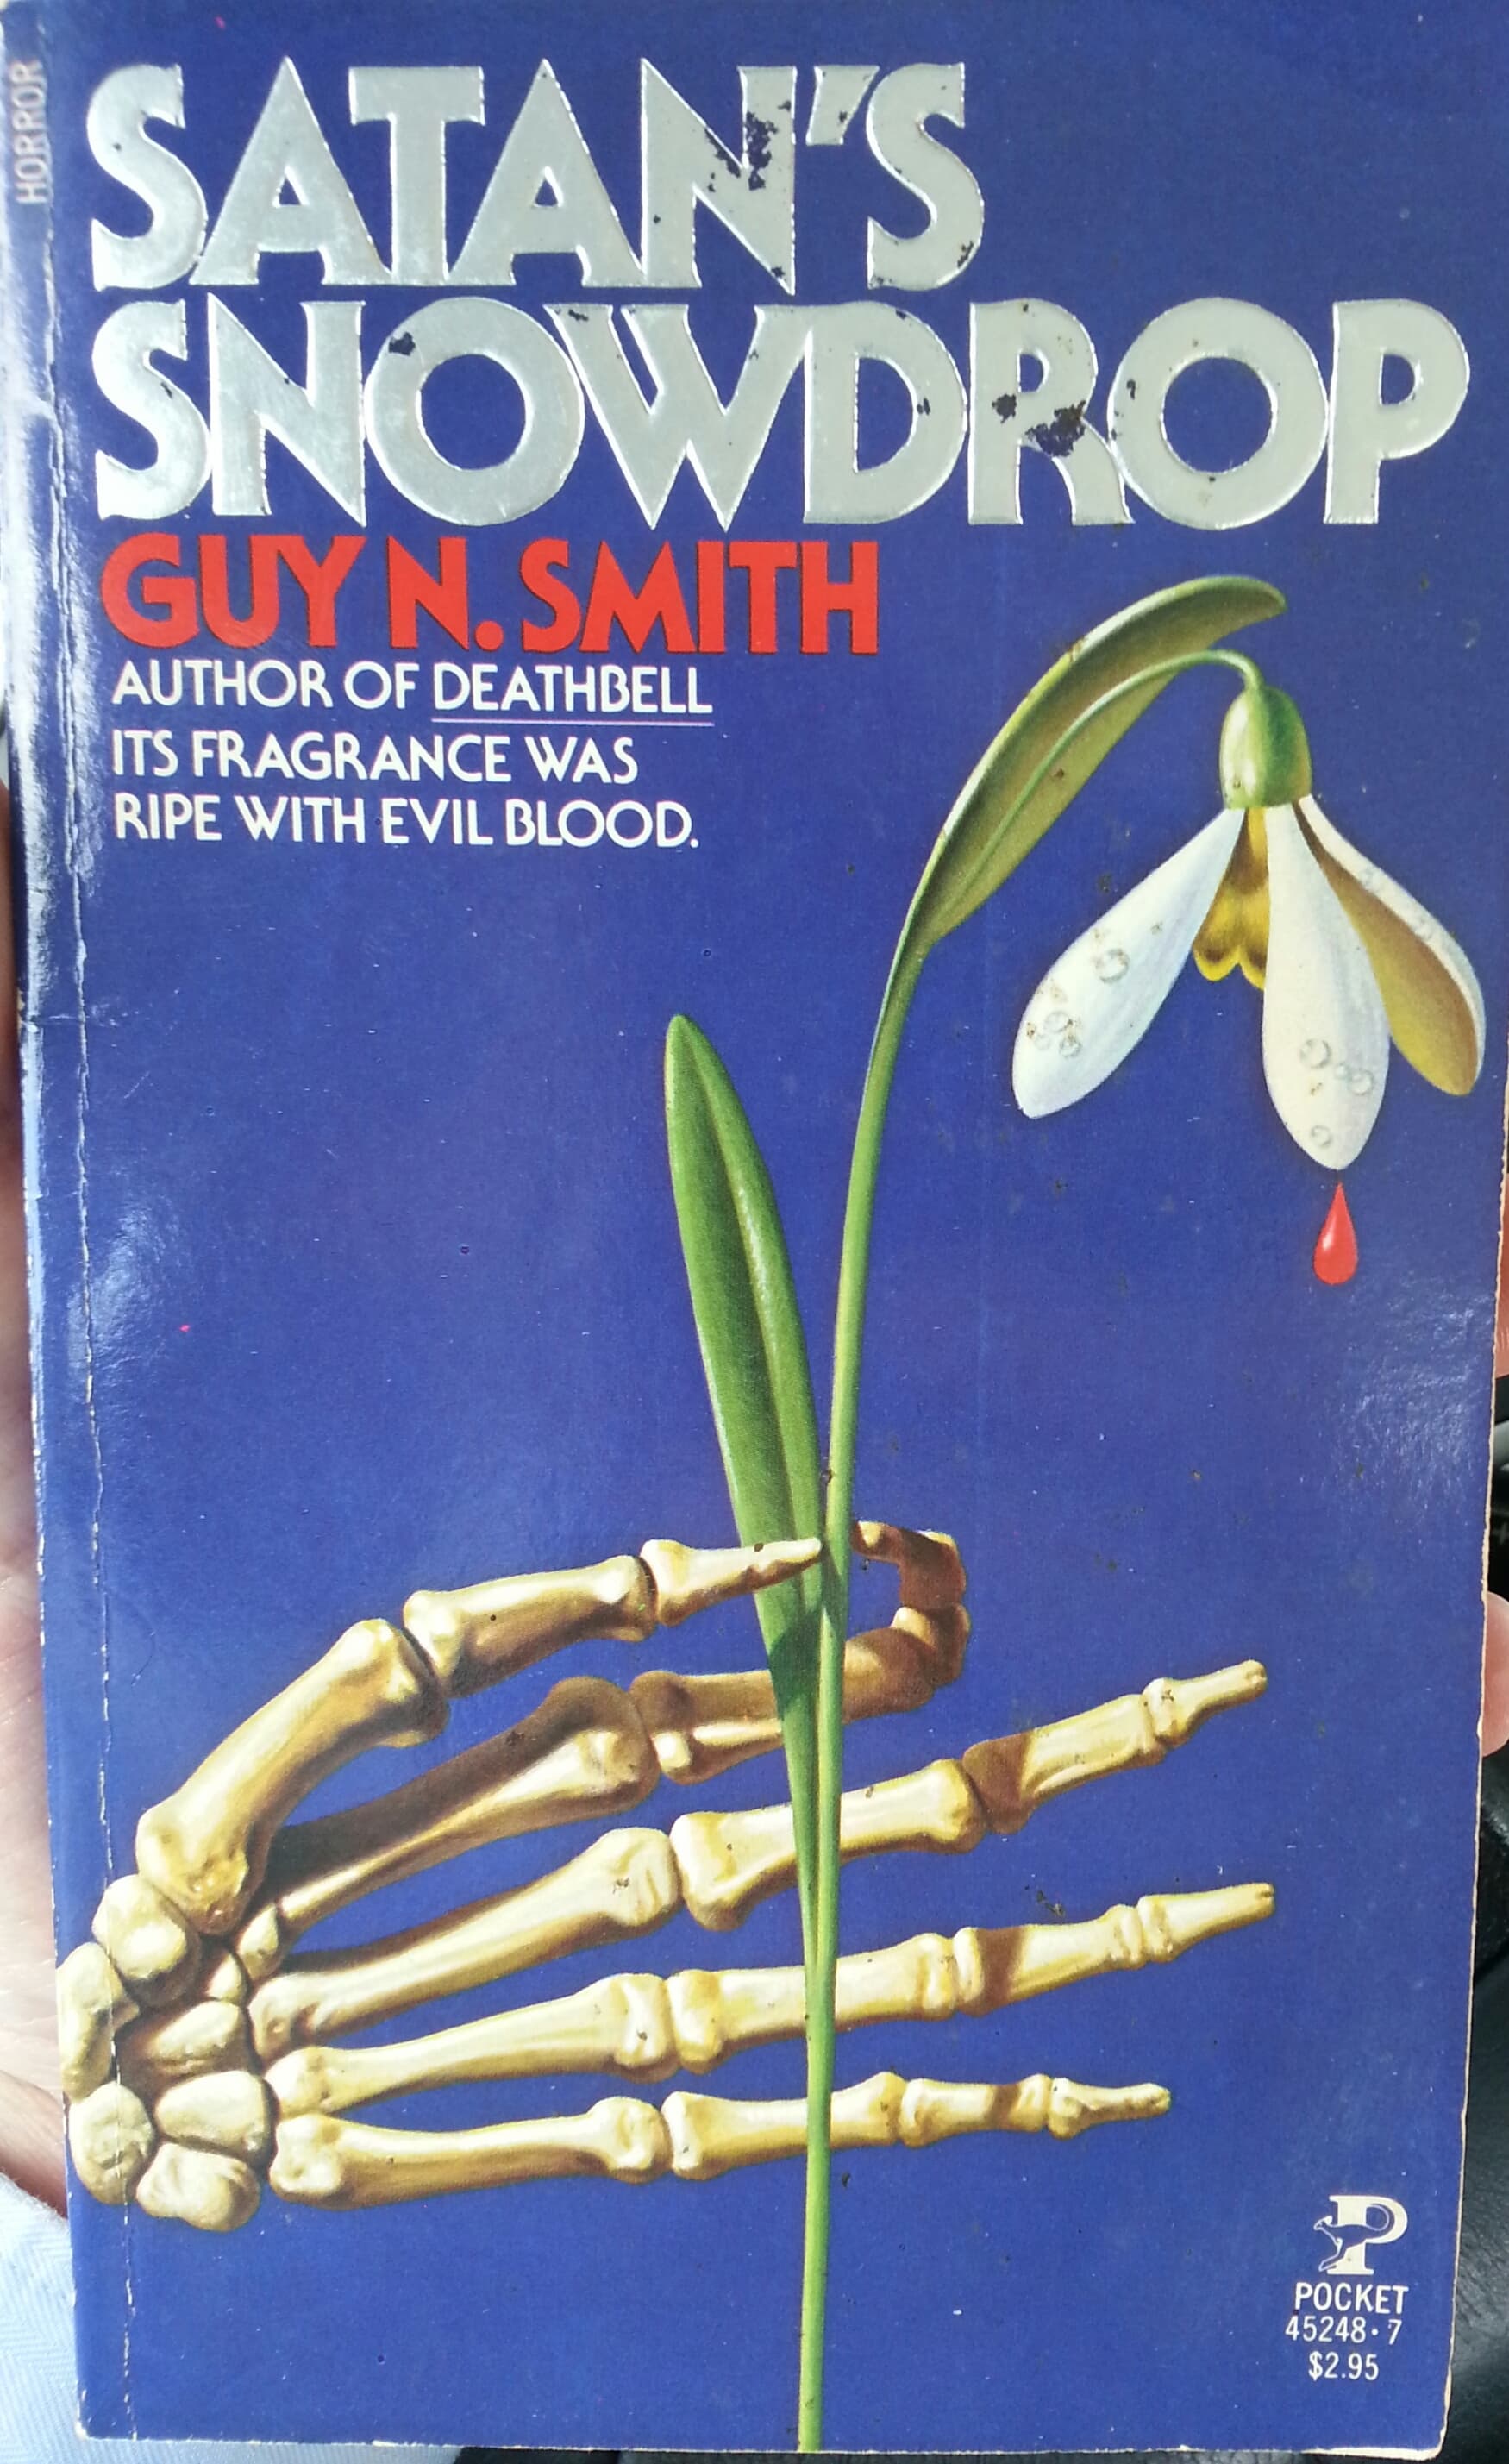 HORROR
SATAN'S
SNOWDROP
GUY N. SMITH
AUTHOR OF DEATHBELL
ITS FRAGRANCE WAS
RIPE WITH EVIL BLOOD.
P
POCKET
45248·7
$2.95